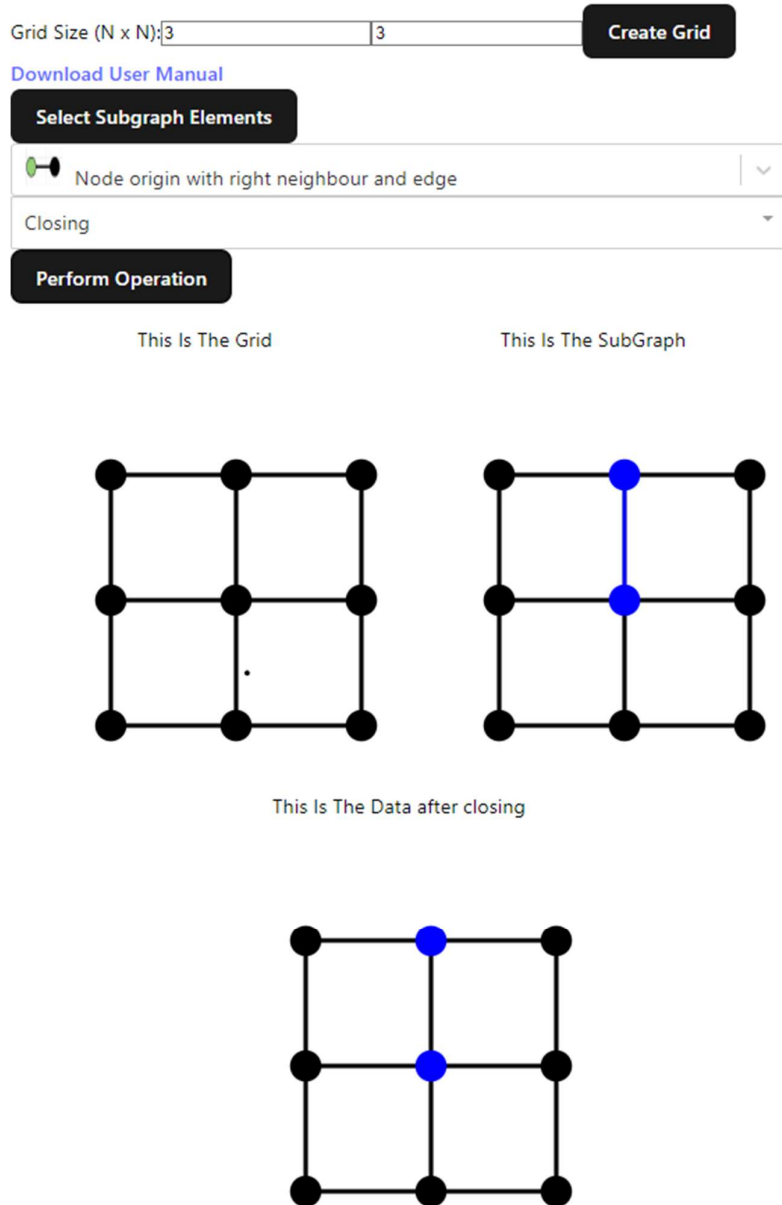 Grid Size (N x N): 3 3 Create Grid
Download User Manual
Select Subgraph Elements
Node origin with right neighbour and edge
Closing
Perform Operation
This Is The Grid This Is The SubGraph
This Is The Data after closing